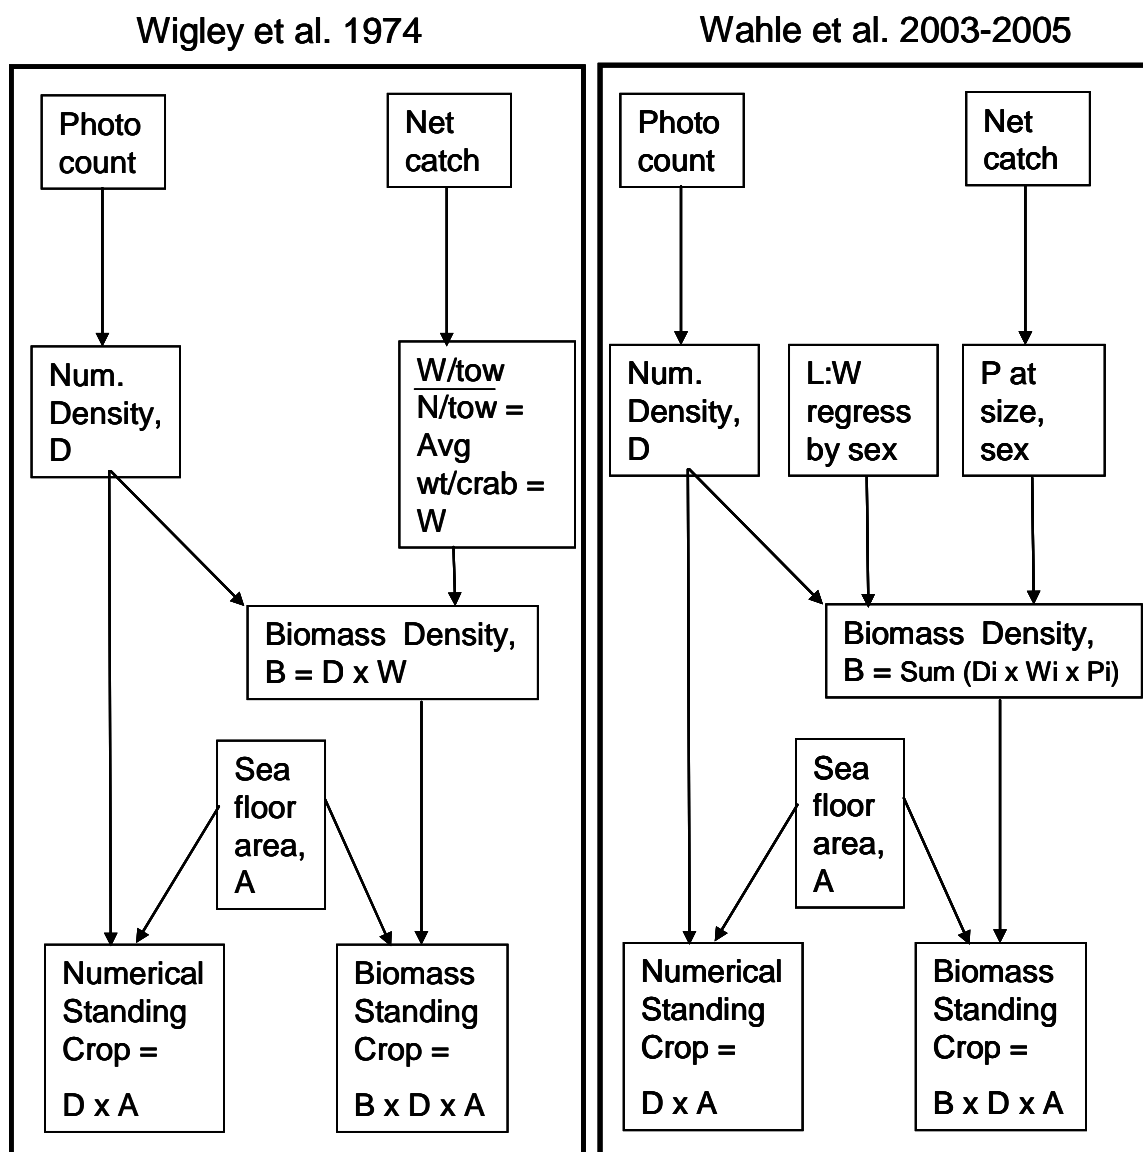 Wigley et al. 1974
Photo
count
Net
catch
Num.
Density,
D
W/tow
N/tow =
Avg
wt/crab =
W
Biomass Density,
B = D x W
Sea
floor
area,
A
Numerical
Standing
Crop =
D x A
Biomass
Standing
Crop =
B x D x A
Wahle et al. 2003-2005
Photo
count
Net
catch
Num.
Density,
D
L:W
regress
by sex
P at
size,
sex
Biomass Density,
B = Sum (Di x Wi x Pi)
Sea
floor
area,
A
Numerical
Standing
Crop =
D x A
Biomass
Standing
Crop =
B x D x A